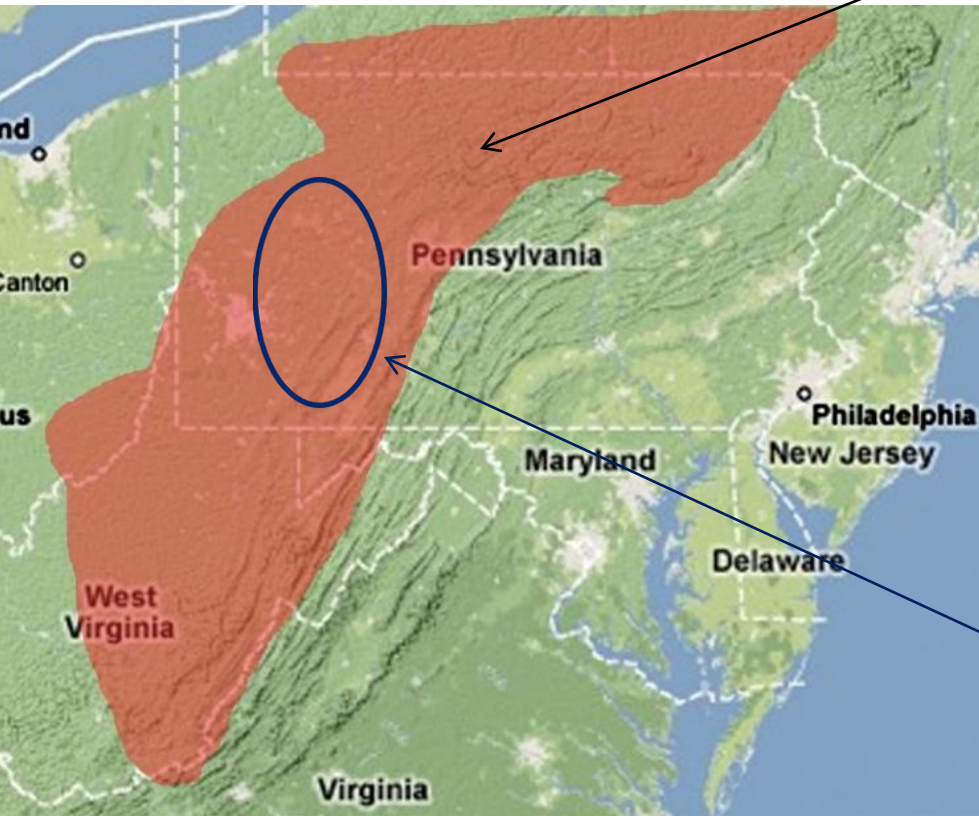 nd
Canton
Pennsylvania
us
Philadelphia
Maryland
New Jersey
Delaware
West
Virginia
Virginia